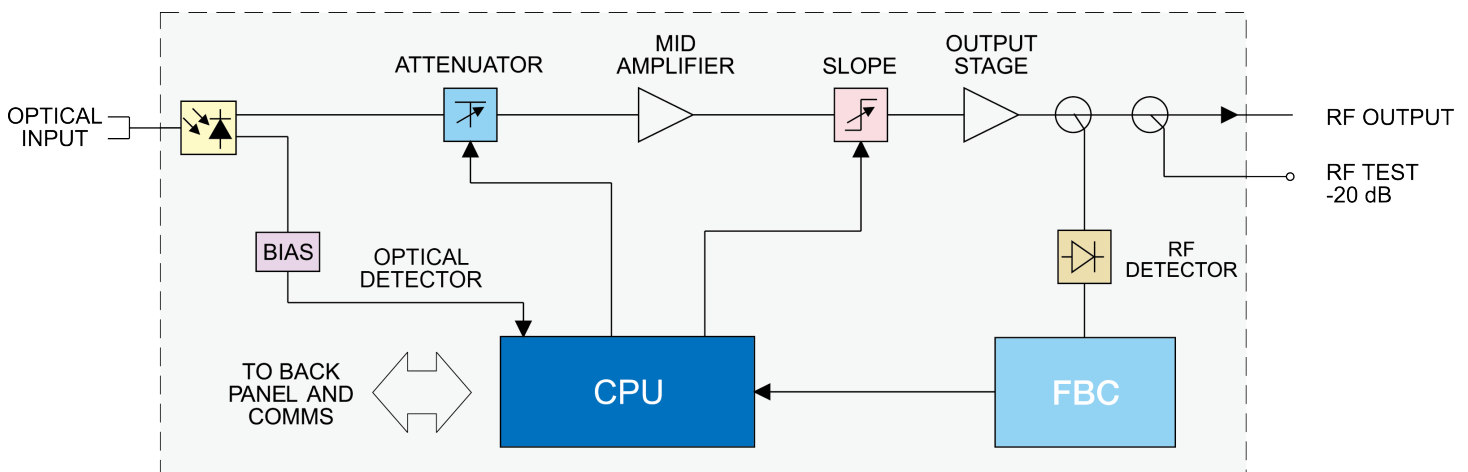 OPTICAL
INPUT
ATTENUATOR
MID
AMPLIFIER
SLOPE
OUTPUT
STAGE
RF OUTPUT
RF TEST
-20 dB
BIAS
OPTICAL
DETECTOR
RF
DETECTOR
TO BACK
PANEL AND
COMMS
CPU
FBC